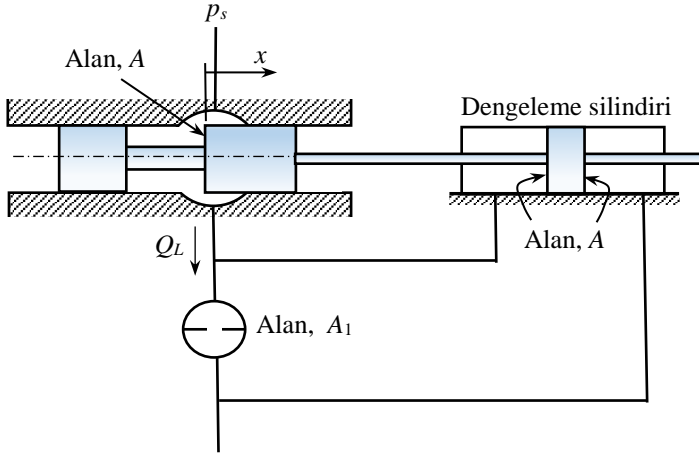 p_s
Alan, A
x
Dengeleme silindiri
Q_L
Alan, A
Alan, A₁